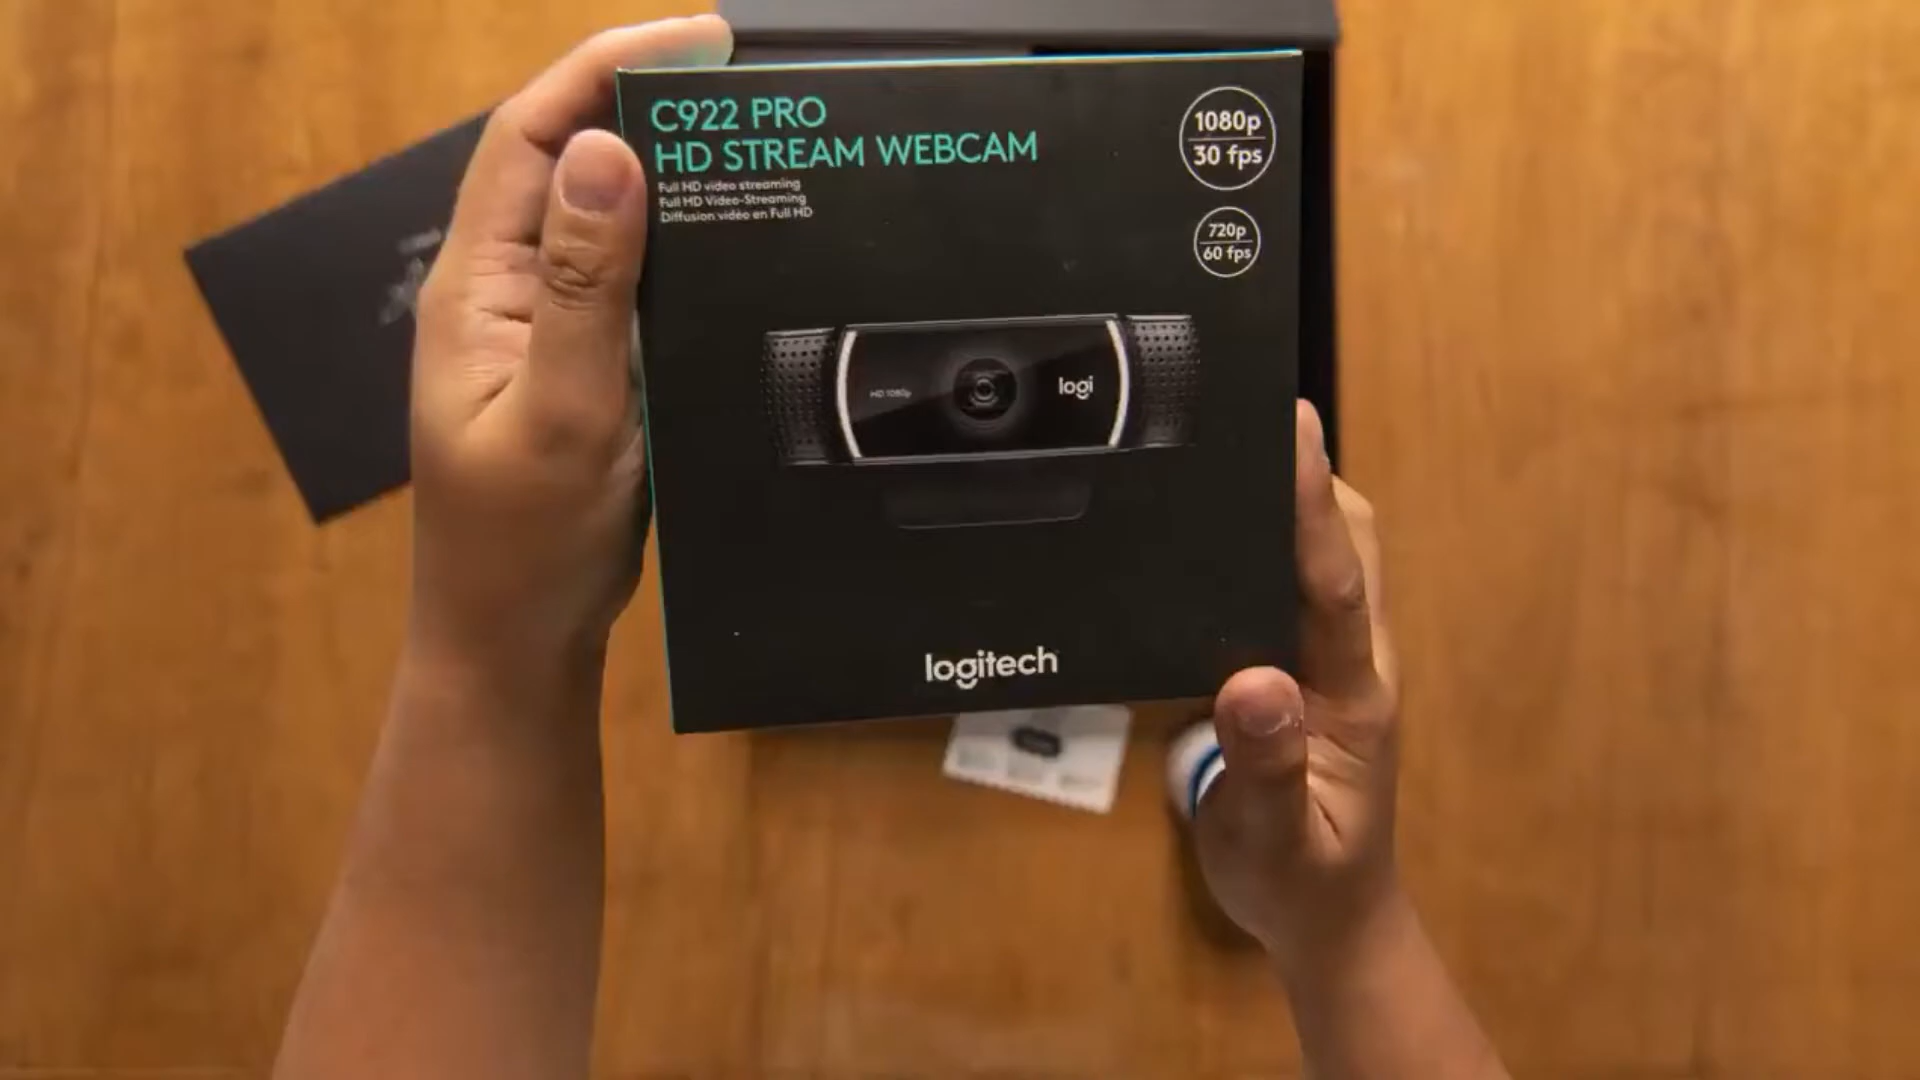 C922 PRO
HD STREAM WEBCAM
Full HD video streaming
Full HD Video-Streaming
Diffusion vidéo en Full HD
1080p
30 fps
720p
60 fps
HD 1080p
logi
logitech